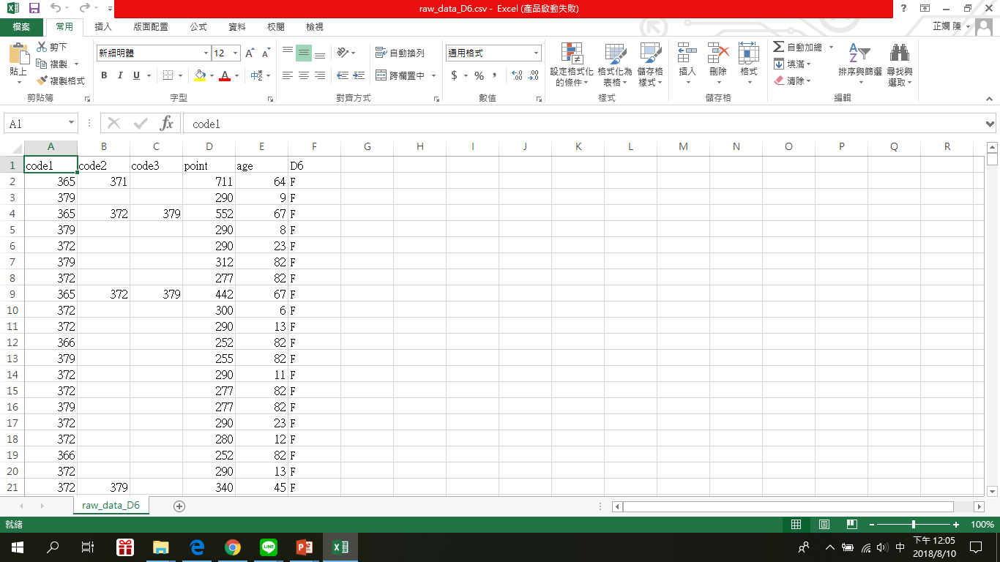 raw_data_D6.csv - Excel (產品啟動失敗)
檔案 常用 插入 版面配置 公式 資料 校閱 檢視 芷嫻 陳
貼上 剪下 複製 複製格式 剪貼簿
新細明體 12 B I U A 中 字型
自動換列 跨欄置中 對齊方式
通用格式 $ % , 數值
設定格式化的條件 格式化為表格 儲存格樣式 樣式
插入 刪除 格式 儲存格
自動加總 填滿 清除 排序與篩選 尋找與選取 編輯
A1 fx code1
A B C D E F G H I J K L M N O P Q R
1 code1 code2 code3 point age D6
2 365 371 711 64 F
3 379 290 9 F
4 365 372 379 552 67 F
5 379 290 8 F
6 372 290 23 F
7 379 312 82 F
8 372 277 82 F
9 365 372 379 442 67 F
10 372 300 6 F
11 372 290 13 F
12 366 252 82 F
13 379 255 82 F
14 372 290 11 F
15 372 277 82 F
16 379 277 82 F
17 372 290 23 F
18 372 280 12 F
19 366 252 82 F
20 372 290 13 F
21 372 379 340 45 F
raw_data_D6
就緒 100%
中 下午 12:05
2018/8/10